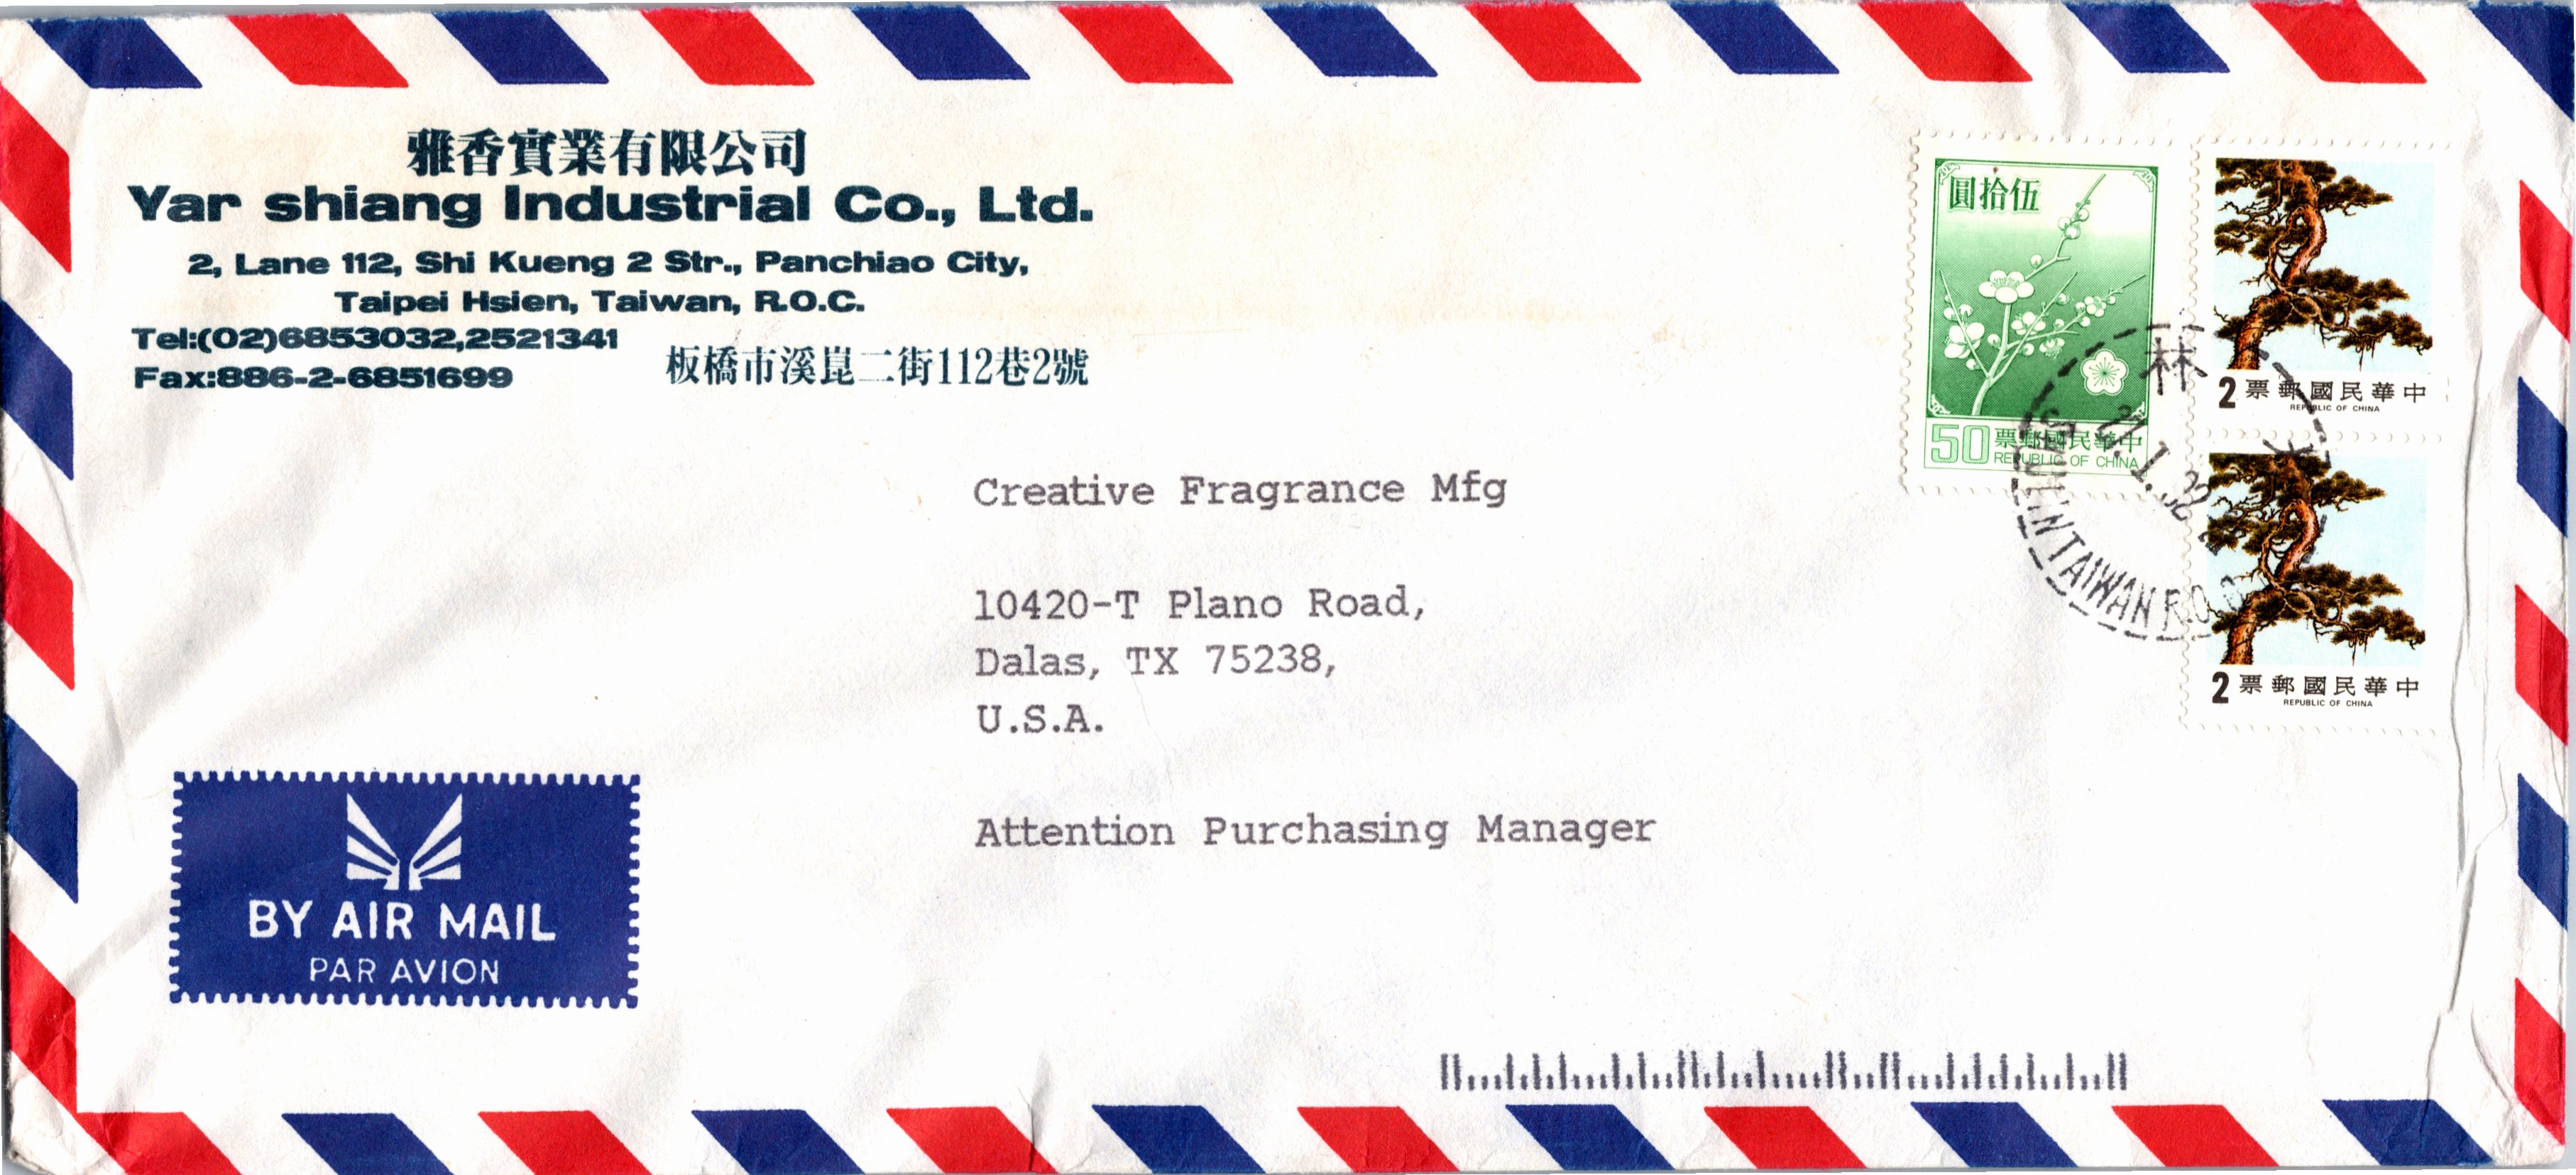 雅香實業有限公司
Yar shiang Industrial Co., Ltd.
2, Lane 112, Shi Kueng 2 Str., Panchiao City,
Taipei Hsien, Taiwan, R.O.C.
Tel:(02)6853032,2521341
Fax:886-2-6851699
板橋市溪崑二街112巷2號
圓拾伍
50 票郵國民華中
REPUBLIC OF CHINA
2 票郵國民華中
REPUBLIC OF CHINA
2 票郵國民華中
REPUBLIC OF CHINA
林
TAIWAN R.O.
Creative Fragrance Mfg
10420-T Plano Road,
Dalas, TX 75238,
U.S.A.
Attention Purchasing Manager
BY AIR MAIL
PAR AVION